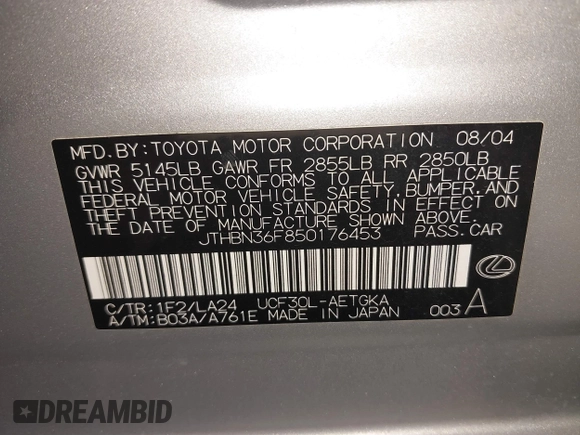 MFD.BY:TOYOTA MOTOR CORPORATION 08/04
GVWR 5145LB GAWR FR 2855LB RR 2850LB
THIS VEHICLE CONFORMS TO ALL APPLICABLE
FEDERAL MOTOR VEHICLE SAFETY, BUMPER, AND
THEFT PREVENTION STANDARDS IN EFFECT ON
THE DATE OF MANUFACTURE SHOWN ABOVE.
JTHBN36F850176453 PASS.CAR
C/TR:1F2/LA24 UCF30L-AETGKA
A/TM:B03A/A761E MADE IN JAPAN 003 A
DREAMBID